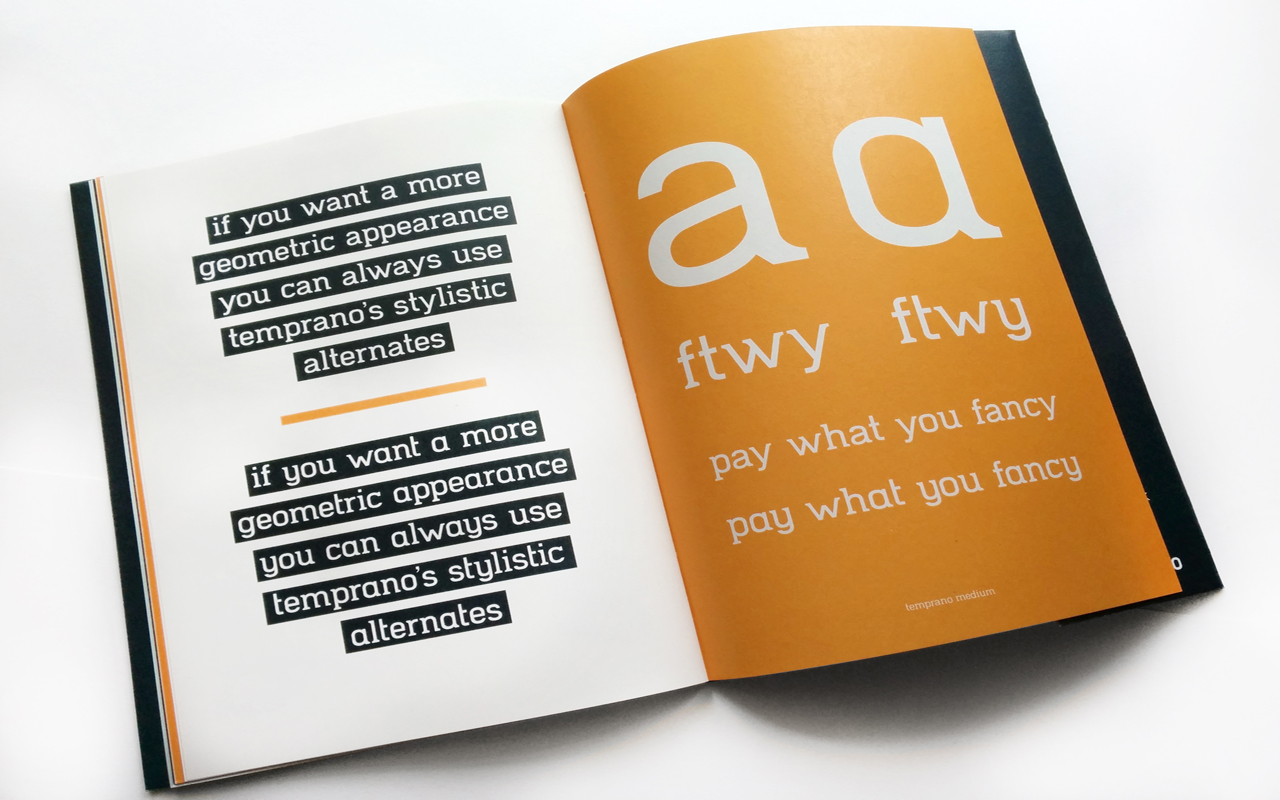 if you want a more
geometric appearance
you can always use
temprano's stylistic
alternates
if you want a more
geometric appearance
you can always use
temprano's stylistic
alternates
a a
ftwy ftwy
pay what you fancy
pay what you fancy
temprano medium